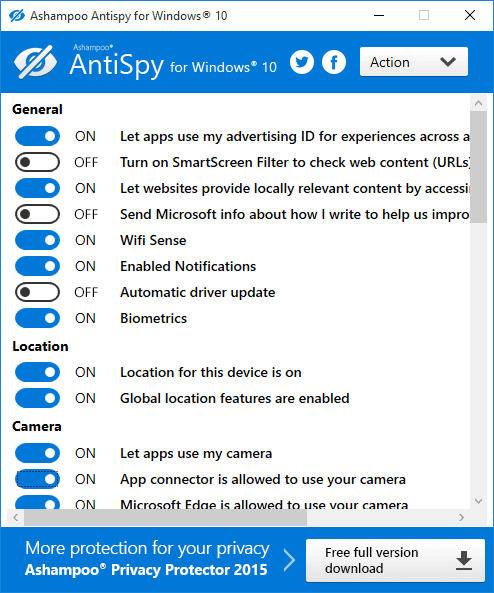 Ashampoo Antispy for Windows® 10
Ashampoo®
AntiSpy for Windows® 10
Action
General
ON Let apps use my advertising ID for experiences across a
OFF Turn on SmartScreen Filter to check web content (URLs)
ON Let websites provide locally relevant content by accessin
OFF Send Microsoft info about how I write to help us impro
ON Wifi Sense
ON Enabled Notifications
OFF Automatic driver update
ON Biometrics
Location
ON Location for this device is on
ON Global location features are enabled
Camera
ON Let apps use my camera
ON App connector is allowed to use your camera
ON Microsoft Edge is allowed to use your camera
More protection for your privacy
Ashampoo® Privacy Protector 2015
Free full version
download